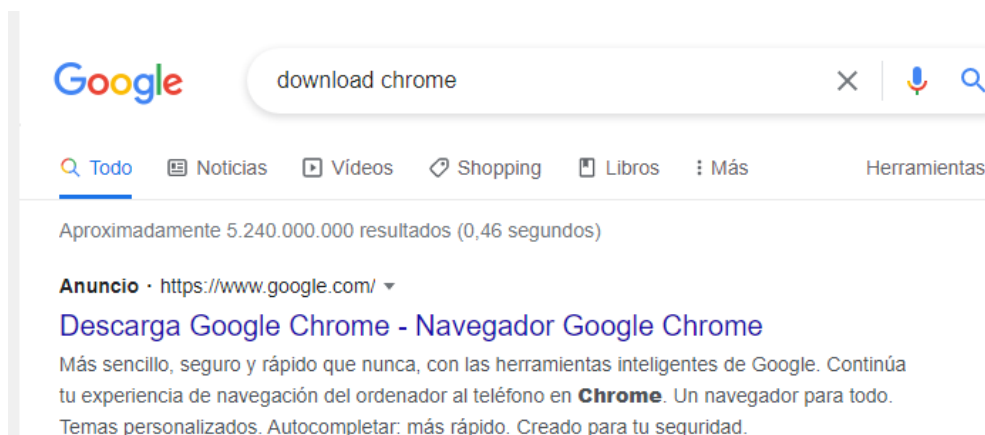 Google
download chrome
Todo Noticias Vídeos Shopping Libros Más Herramientas
Aproximadamente 5.240.000.000 resultados (0,46 segundos)
Anuncio · https://www.google.com/
Descarga Google Chrome - Navegador Google Chrome
Más sencillo, seguro y rápido que nunca, con las herramientas inteligentes de Google. Continúa
tu experiencia de navegación del ordenador al teléfono en Chrome. Un navegador para todo.
Temas personalizados. Autocompletar: más rápido. Creado para tu seguridad.